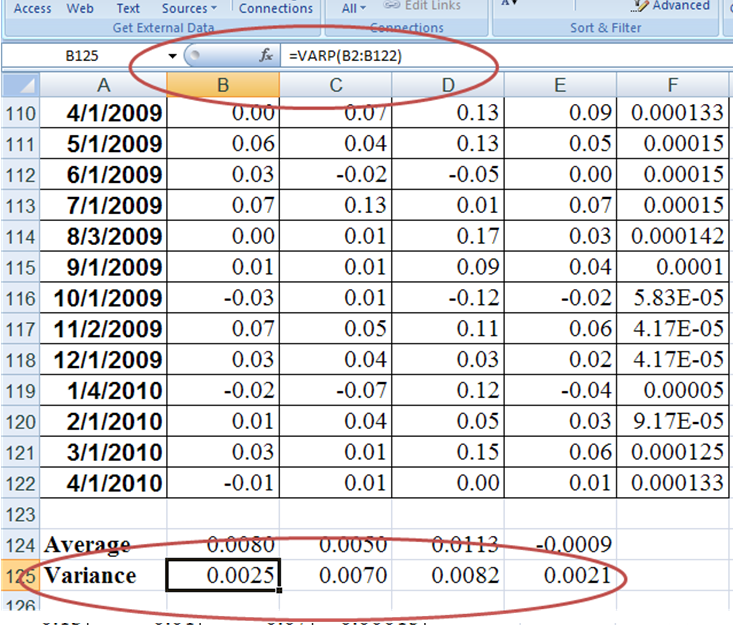 Access Web Text Sources Connections All Edit Links Advanced
Get External Data Connections Sort & Filter
B125 fx =VARP(B2:B122)
A B C D E F
110 4/1/2009 0.00 0.07 0.13 0.09 0.000133
111 5/1/2009 0.06 0.04 0.13 0.05 0.00015
112 6/1/2009 0.03 -0.02 -0.05 0.00 0.00015
113 7/1/2009 0.07 0.13 0.01 0.07 0.00015
114 8/3/2009 0.00 0.01 0.17 0.03 0.000142
115 9/1/2009 0.01 0.01 0.09 0.04 0.0001
116 10/1/2009 -0.03 0.01 -0.12 -0.02 5.83E-05
117 11/2/2009 0.07 0.05 0.11 0.06 4.17E-05
118 12/1/2009 0.03 0.04 0.03 0.02 4.17E-05
119 1/4/2010 -0.02 -0.07 0.12 -0.04 0.00005
120 2/1/2010 0.01 0.04 0.05 0.03 9.17E-05
121 3/1/2010 0.03 0.01 0.15 0.06 0.000125
122 4/1/2010 -0.01 0.01 0.00 0.01 0.000133
123
124 Average 0.0080 0.0050 0.0113 -0.0009
125 Variance 0.0025 0.0070 0.0082 0.0021
126